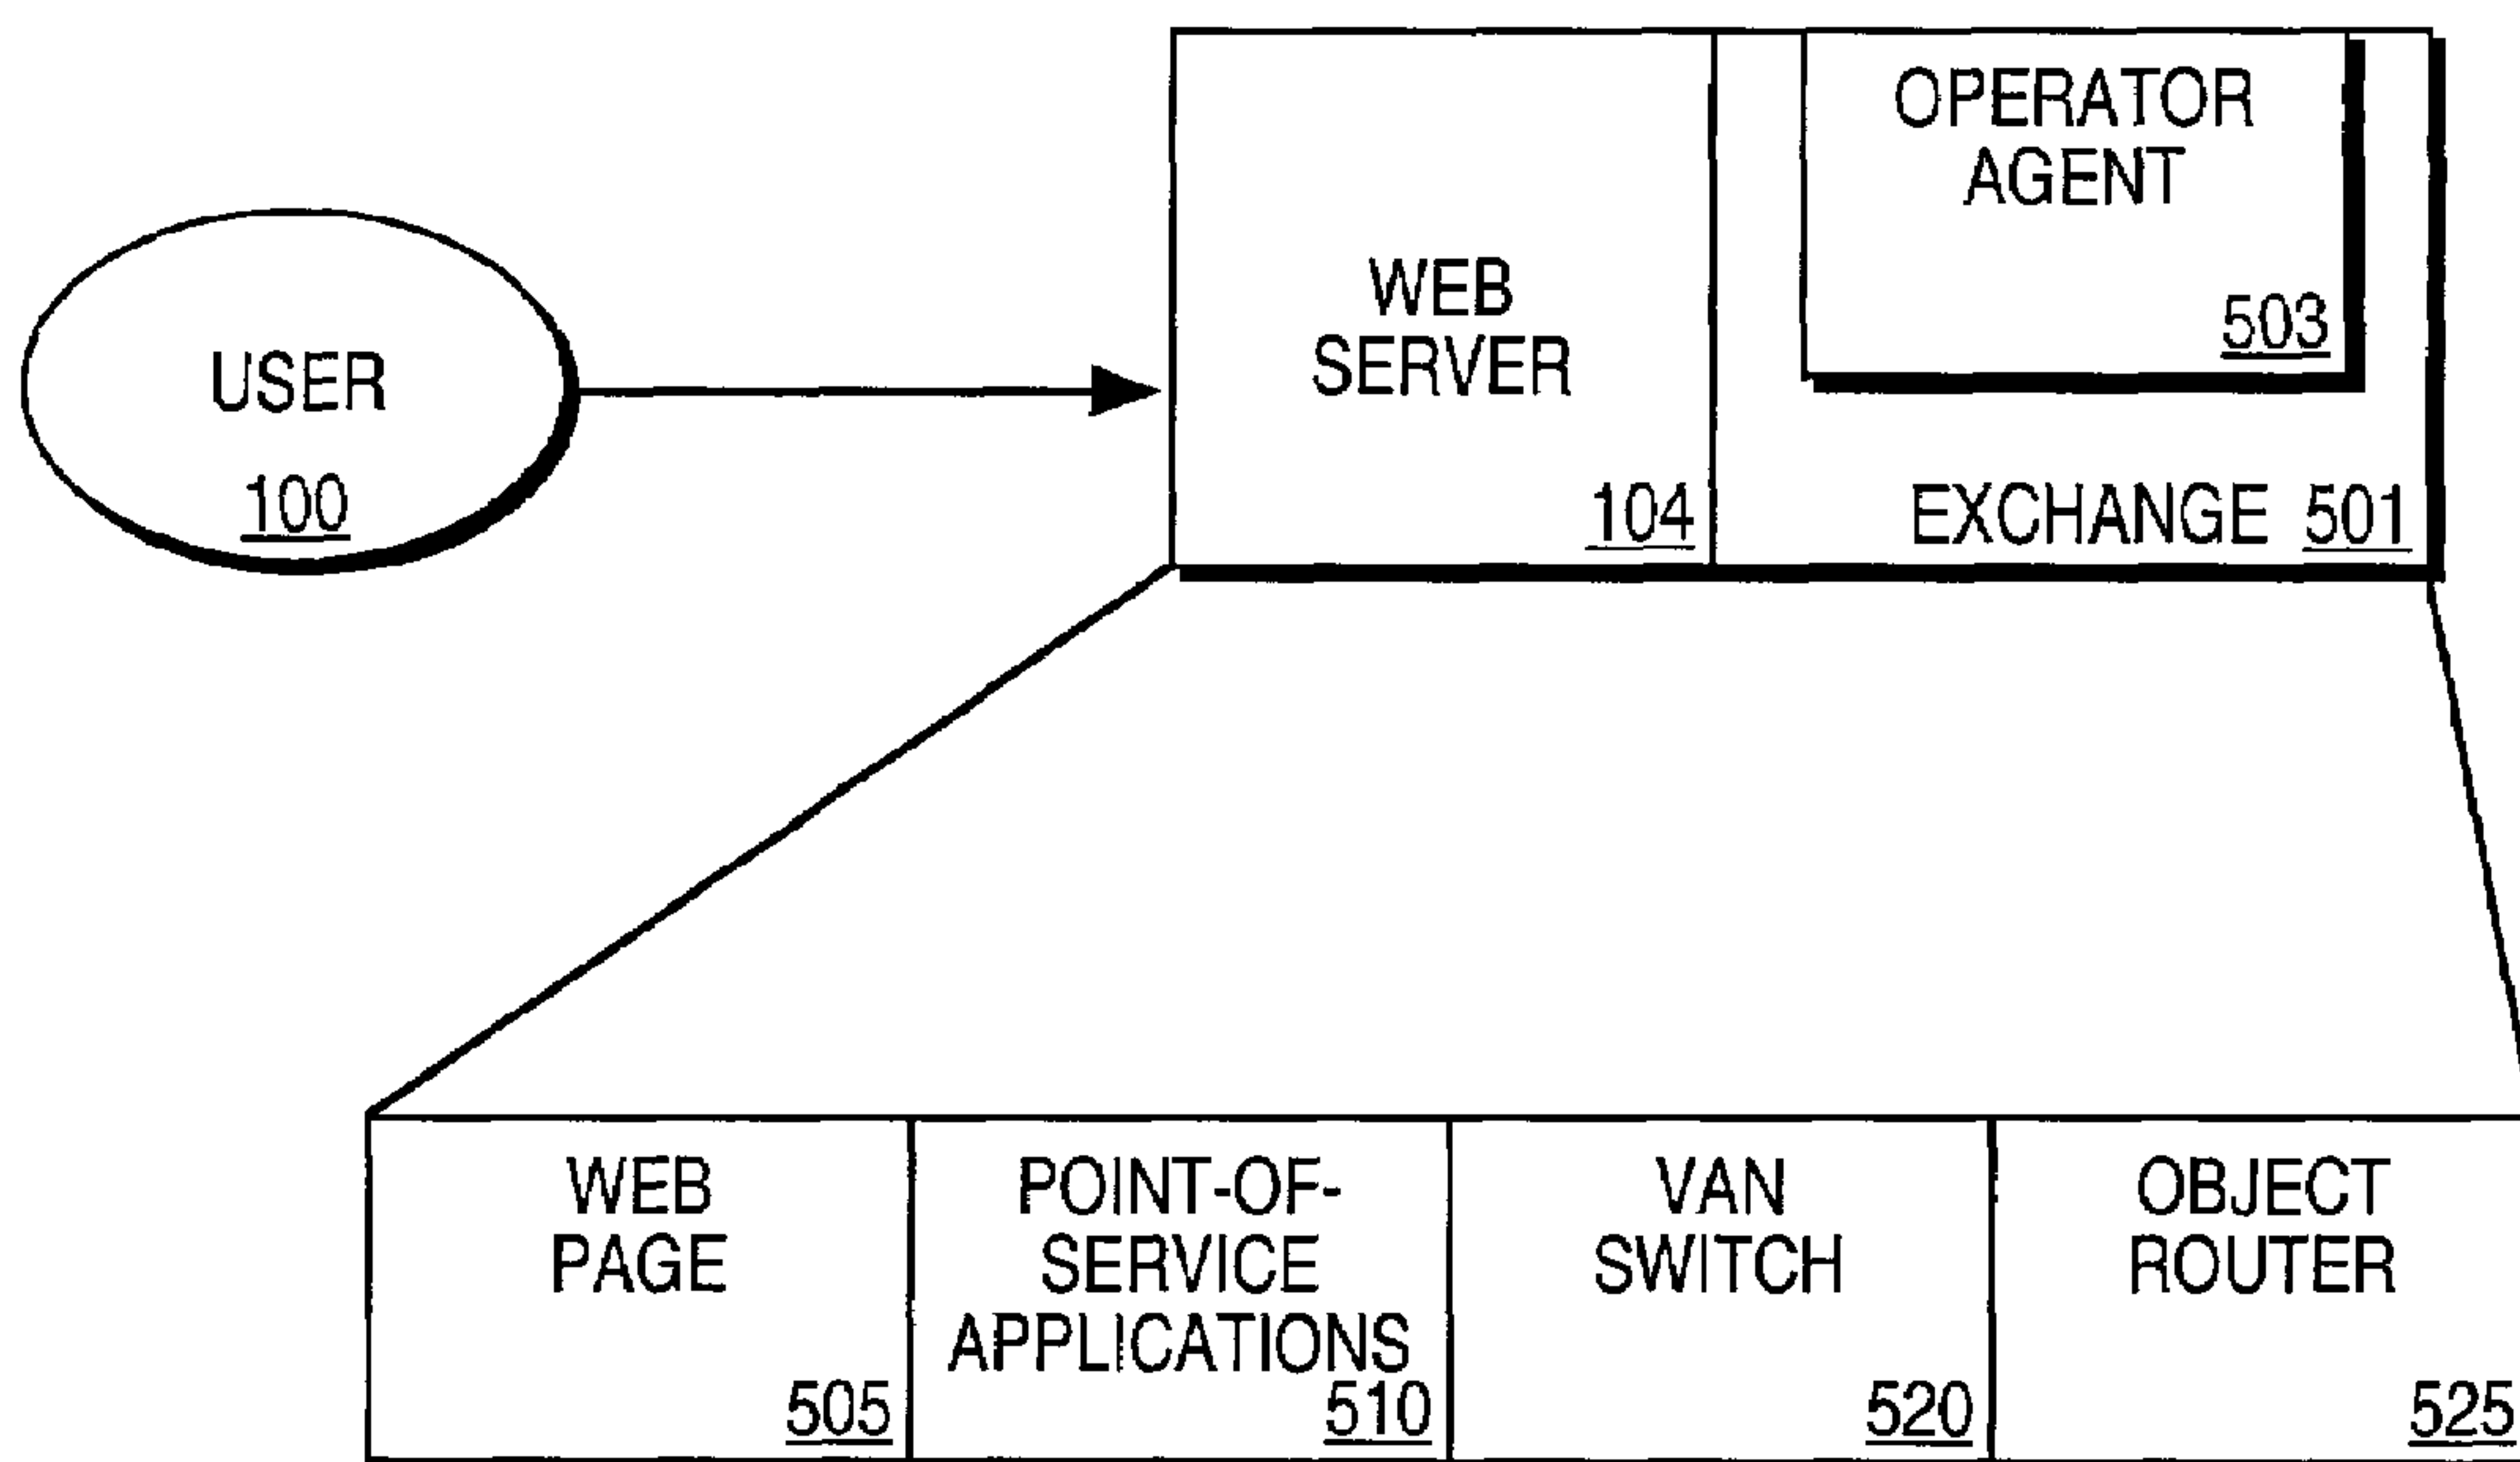 USER
100
WEB
SERVER
104
OPERATOR
AGENT
503
EXCHANGE 501
WEB
PAGE
505
POINT-OF-
SERVICE
APPLICATIONS
510
VAN
SWITCH
520
OBJECT
ROUTER
525